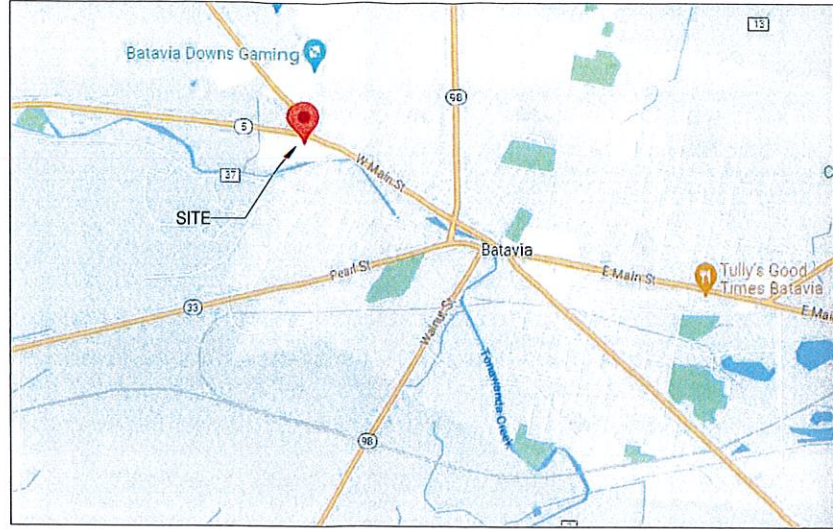 13
Batavia Downs Gaming
98
5
W Main St
37
SITE
Batavia
Pearl St
E Main St
Tully's Good
Times Batavia
33
Walnut St
E Mai
Tonawanda Creek
98
C